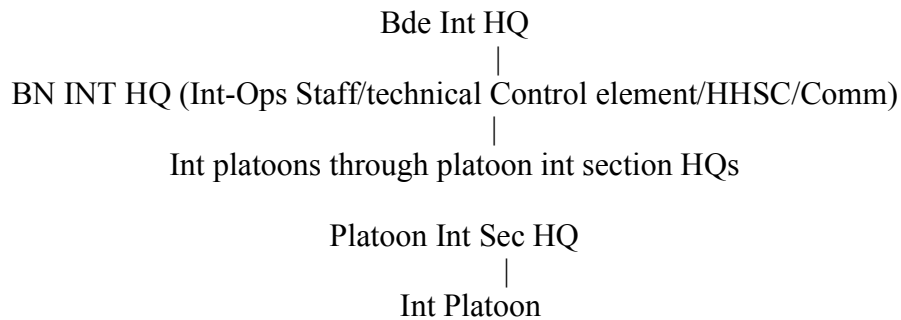 Bde Int HQ
|
BN INT HQ (Int-Ops Staff/technical Control element/HHSC/Comm)
|
Int platoons through platoon int section HQs
Platoon Int Sec HQ
|
Int Platoon